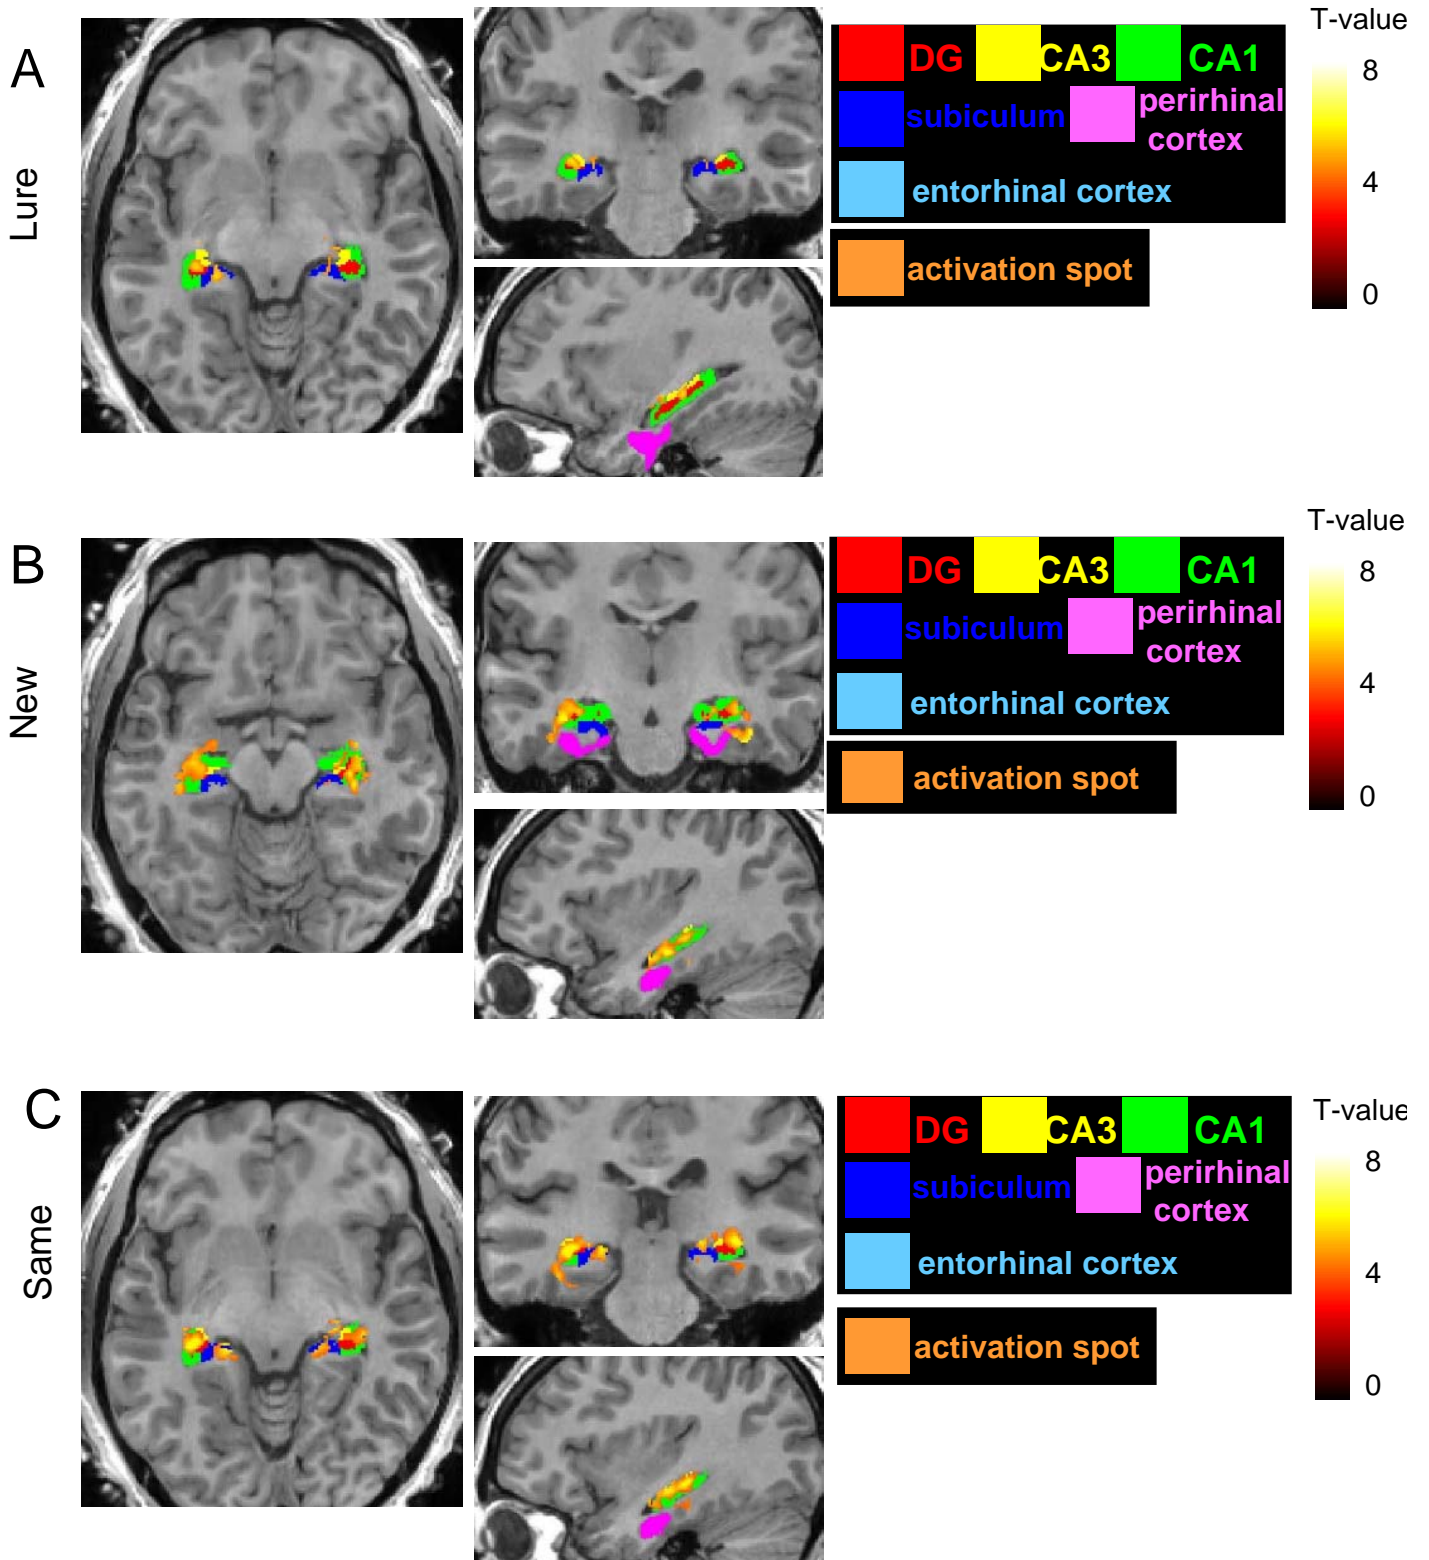 A
Lure
DG CA3 CA1
subiculum perirhinal
cortex
entorhinal cortex
activation spot
T-value
8
4
0
B
New
DG CA3 CA1
subiculum perirhinal
cortex
entorhinal cortex
activation spot
T-value
8
4
0
C
Same
DG CA3 CA1
subiculum perirhinal
cortex
entorhinal cortex
activation spot
T-value
8
4
0